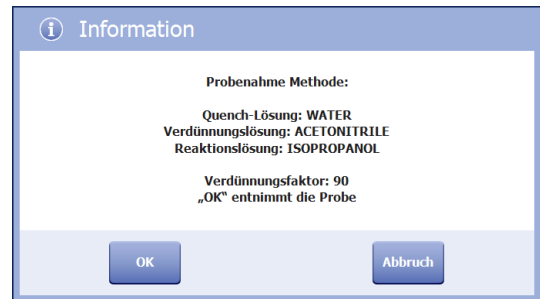 Information
Probenahme Methode:
Quench-Lösung: WATER
Verdünnungslösung: ACETONITRILE
Reaktionslösung: ISOPROPANOL
Verdünnungsfaktor: 90
„OK“ entnimmt die Probe
OK
Abbruch